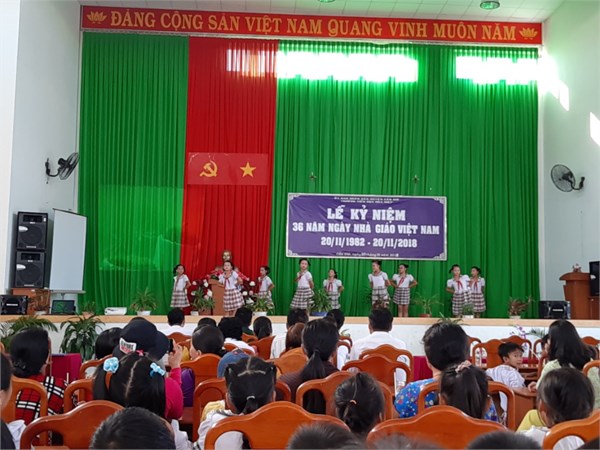 ĐẢNG CỘNG SẢN VIỆT NAM QUANG VINH MUÔN NĂM
LỄ KỶ NIỆM
36 NĂM NGÀY NHÀ GIÁO VIỆT NAM
20/11/1982 - 20/11/2018